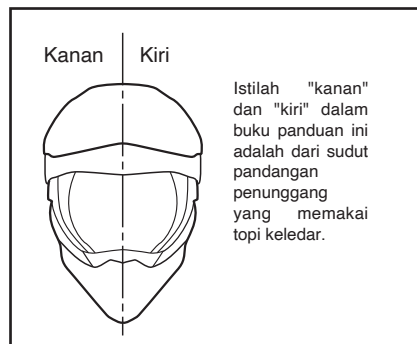 Kanan Kiri
Istilah "kanan"
dan "kiri" dalam
buku panduan ini
adalah dari sudut
pandangan
penunggang
yang memakai
topi keledar.